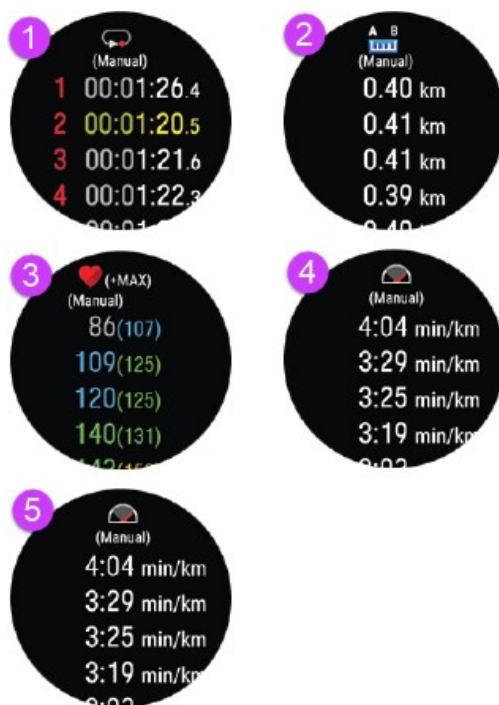 1
(Manual)
1 00:01:26.4
2 00:01:20.5
3 00:01:21.6
4 00:01:22.3
2
A B
(Manual)
0.40 km
0.41 km
0.41 km
0.39 km
3
(+MAX)
(Manual)
86(107)
109(125)
120(125)
140(131)
4
(Manual)
4:04 min/km
3:29 min/km
3:25 min/km
3:19 min/km
5
(Manual)
4:04 min/km
3:29 min/km
3:25 min/km
3:19 min/km